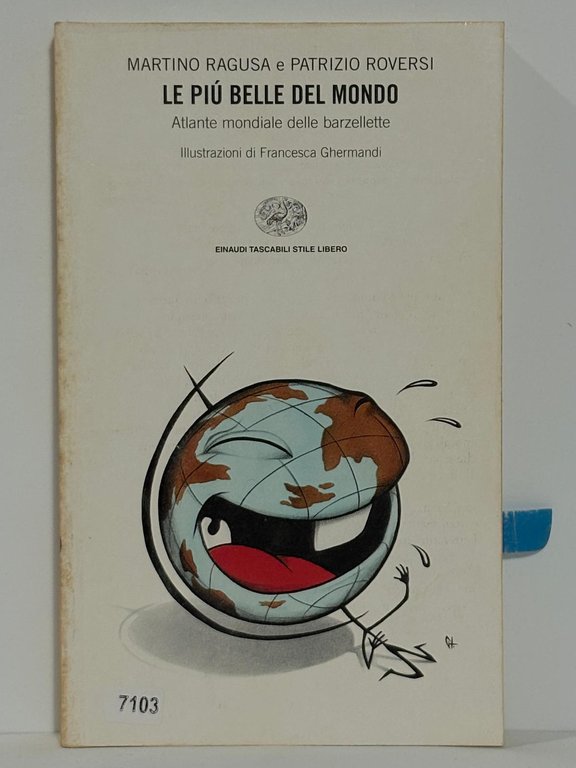 MARTINO RAGUSA e PATRIZIO ROVERSI
LE PIÚ BELLE DEL MONDO
Atlante mondiale delle barzellette
Illustrazioni di Francesca Ghermandi
EINAUDI TASCABILI STILE LIBERO
7103